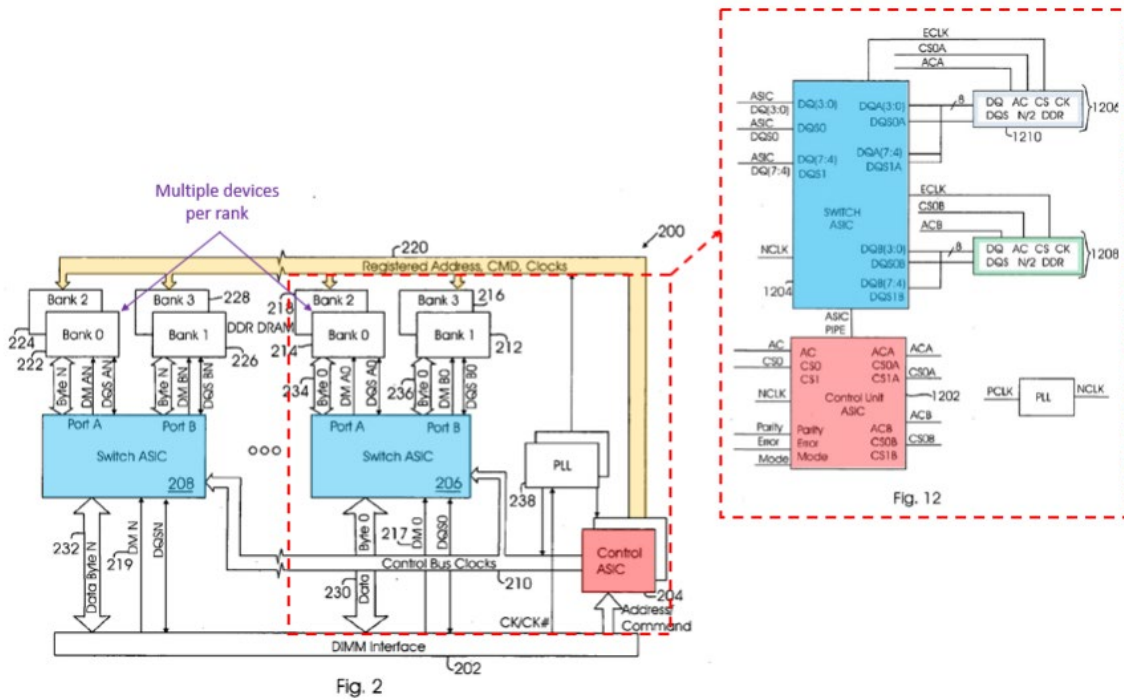 Multiple devices
per rank
220
200
Registered Address, CMD, Clocks
Bank 2
Bank 0
224
222
Bank 3
228
Bank 1
226
DDR DRAM
218
Bank 2
Bank 0
214
Bank 3
216
Bank 1
212
Byte N
DM AN
DQS AN
Byte N
DM BN
DQS BN
234
Byte 0
DM A0
DQS A0
236
Byte 0
DM B0
DQS B0
Port A
Port B
Switch ASIC
208
ooo
Port A
Port B
Switch ASIC
206
PLL
238
232
Data Byte N
219
DM N
DQSN
230
Data
Byte 0
217
DM 0
DQS0
Control Bus Clocks
210
Control
ASIC
204
CK/CK#
Address
Command
DIMM Interface
202
Fig. 2
ECLK
CS0A
ACA
ASIC
DQ(3:0)
DQ(3:0)
DQA(3:0)
8
DQ AC CS CK
1206
ASIC
DQS0
DQS0
DQS0A
DQS N/2 DDR
1210
ASIC
DQ(7:4)
DQ(7:4)
DQS1
DQA(7:4)
DQS1A
ECLK
CS0B
ACB
SWITCH
ASIC
NCLK
DQB(3:0)
DQS0B
8
DQ AC CS CK
DQS N/2 DDR
1208
1204
DQB(7:4)
DQS1B
ASIC
PIPE
AC
CS0
AC
CS0
CS1
ACA
CS0A
CS1A
ACA
CS0A
NCLK
Control Unit
ASIC
1202
PCLK
PLL
NCLK
ACB
Parity
Error
Mode
Parity
Error
Mode
ACB
CS0B
CS1B
CS0B
Fig. 12